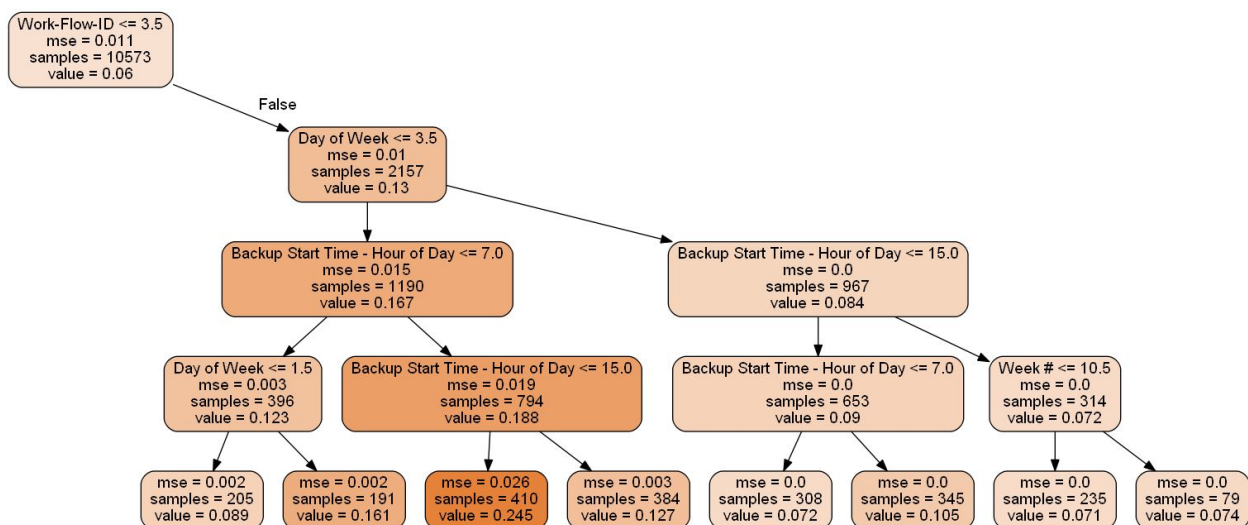 Work-Flow-ID <= 3.5
mse = 0.011
samples = 10573
value = 0.06
False
Day of Week <= 3.5
mse = 0.01
samples = 2157
value = 0.13
Backup Start Time - Hour of Day <= 7.0
mse = 0.015
samples = 1190
value = 0.167
Backup Start Time - Hour of Day <= 15.0
mse = 0.0
samples = 967
value = 0.084
Day of Week <= 1.5
mse = 0.003
samples = 396
value = 0.123
Backup Start Time - Hour of Day <= 15.0
mse = 0.019
samples = 794
value = 0.188
Backup Start Time - Hour of Day <= 7.0
mse = 0.0
samples = 653
value = 0.09
Week # <= 10.5
mse = 0.0
samples = 314
value = 0.072
mse = 0.002
samples = 205
value = 0.089
mse = 0.002
samples = 191
value = 0.161
mse = 0.026
samples = 410
value = 0.245
mse = 0.003
samples = 384
value = 0.127
mse = 0.0
samples = 308
value = 0.072
mse = 0.0
samples = 345
value = 0.105
mse = 0.0
samples = 235
value = 0.071
mse = 0.0
samples = 79
value = 0.074